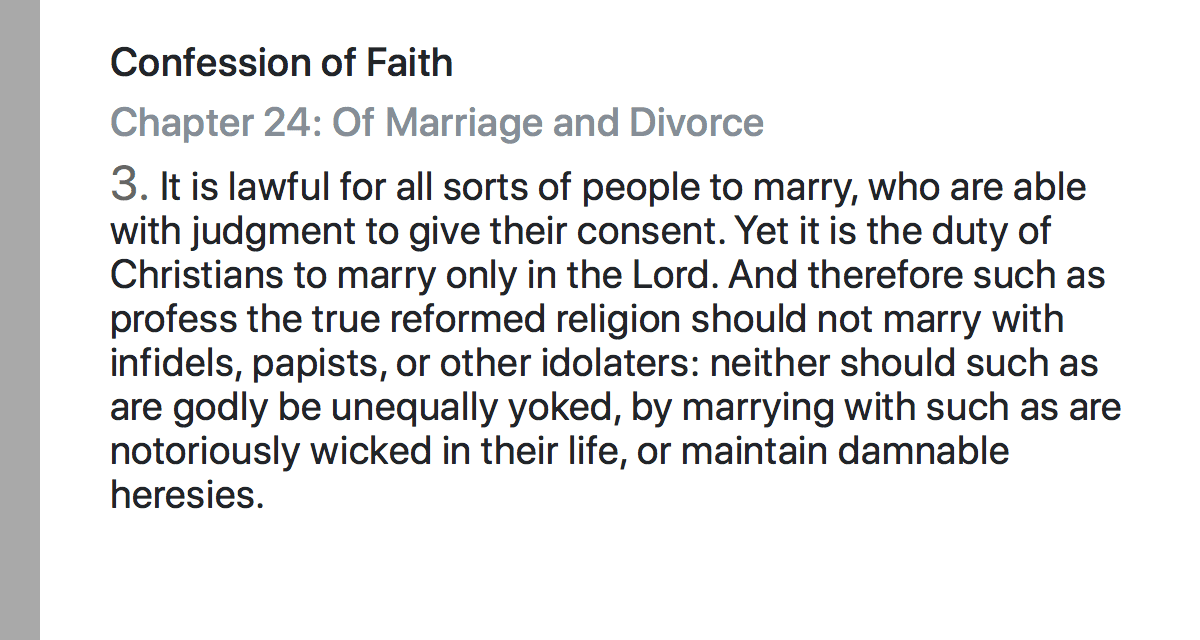 Confession of Faith
Chapter 24: Of Marriage and Divorce
3. It is lawful for all sorts of people to marry, who are able
with judgment to give their consent. Yet it is the duty of
Christians to marry only in the Lord. And therefore such as
profess the true reformed religion should not marry with
infidels, papists, or other idolaters: neither should such as
are godly be unequally yoked, by marrying with such as are
notoriously wicked in their life, or maintain damnable
heresies.